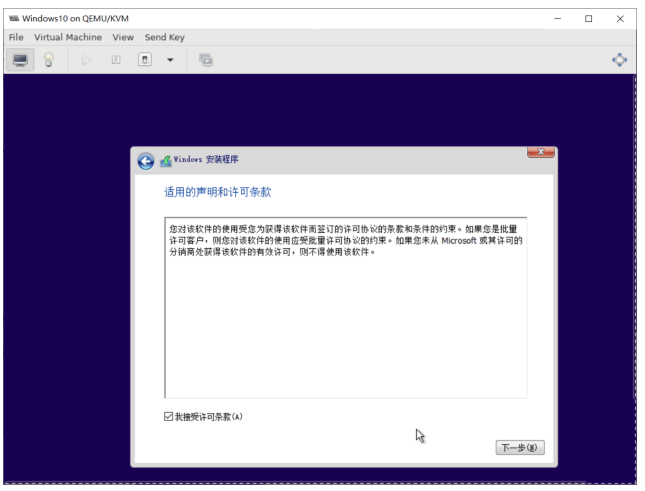 Windows10 on QEMU/KVM
File Virtual Machine View Send Key
Windows 安装程序
适用的声明和许可条款
您对该软件的使用受您为获得该软件而签订的许可协议的条款和条件的约束。如果您是批量
许可客户，则您对该软件的使用应受批量许可协议的约束。如果您未从 Microsoft 或其许可的
分销商处获得该软件的有效许可，则不得使用该软件。
我接受许可条款(A)
下一步(N)